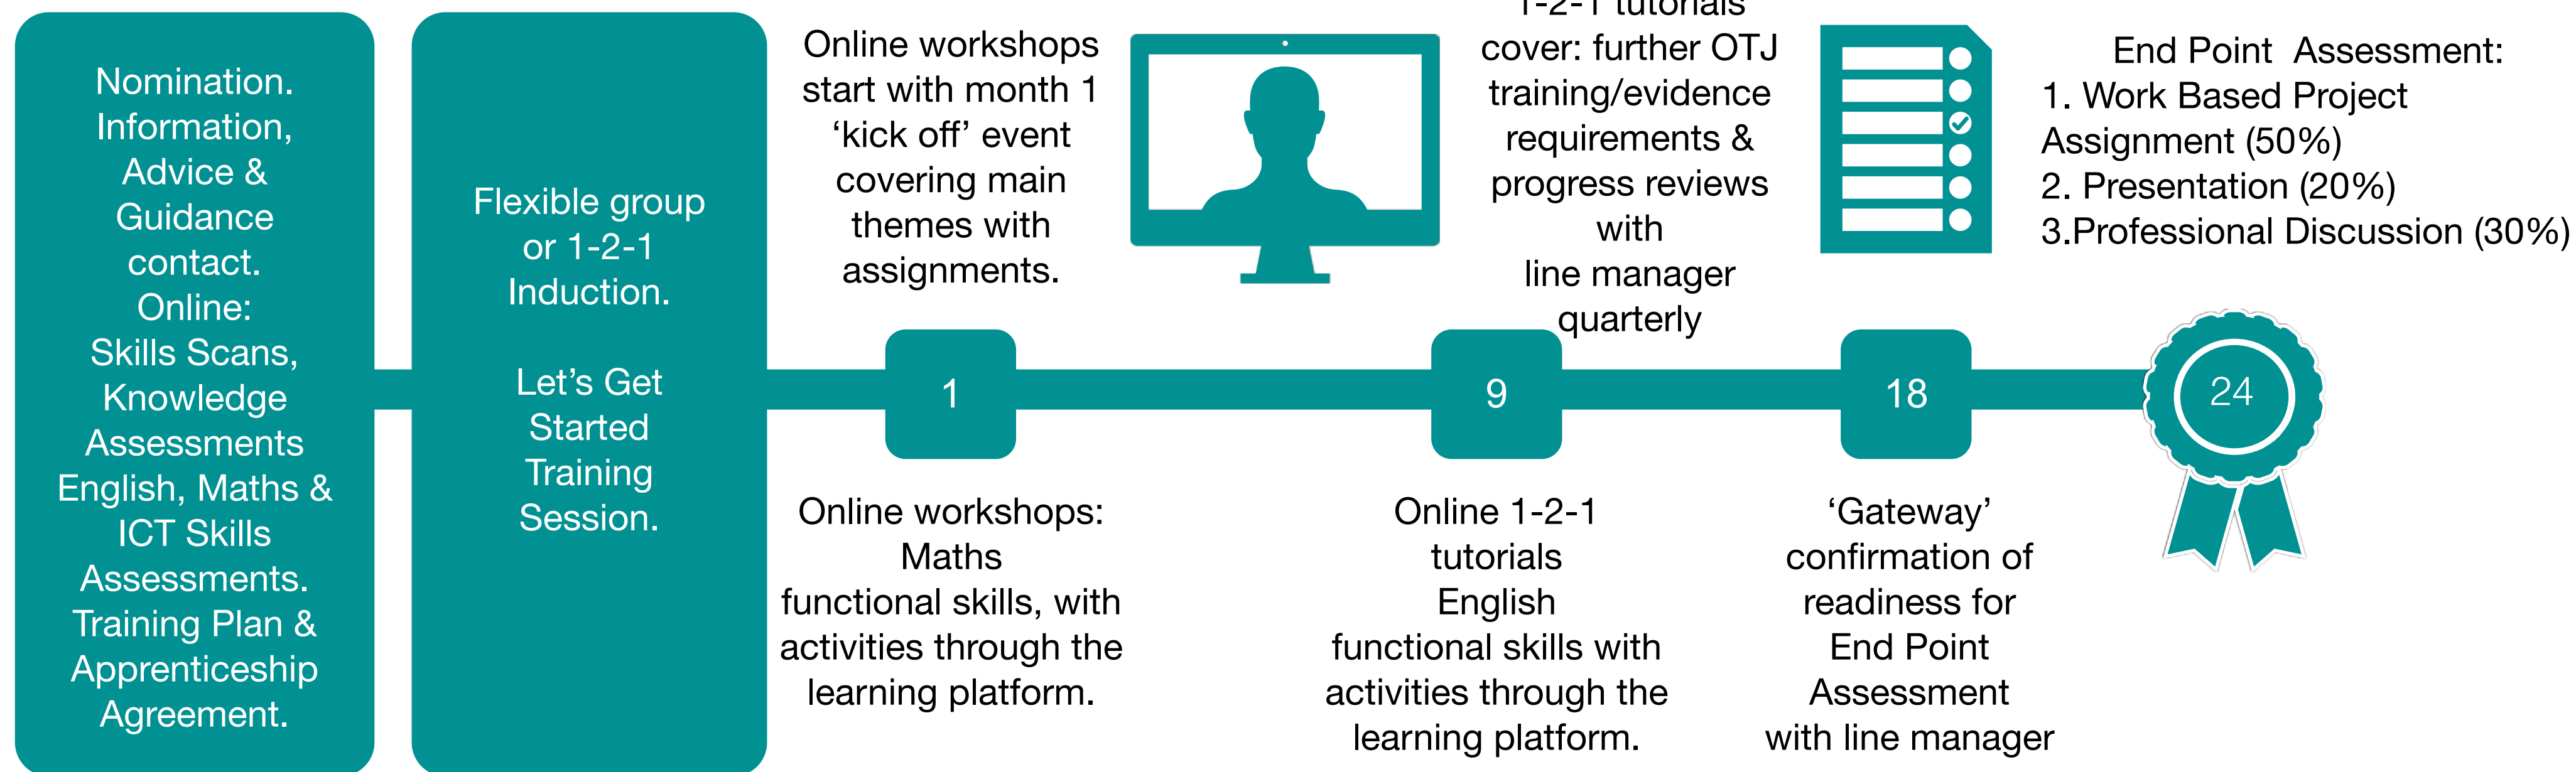 Nomination.
Information,
Advice &
Guidance
contact.
Online:
Skills Scans,
Knowledge
Assessments
English, Maths &
ICT Skills
Assessments.
Training Plan &
Apprenticeship
Agreement.
Flexible group
or 1-2-1
Induction.
Let’s Get
Started
Training
Session.
Online workshops
start with month 1
‘kick off’ event
covering main
themes with
assignments.
1
Online workshops:
Maths
functional skills, with
activities through the
learning platform.
1-2-1 tutorials
cover: further OTJ
training/evidence
requirements &
progress reviews
with
line manager
quarterly
9
Online 1-2-1
tutorials
English
functional skills with
activities through the
learning platform.
18
‘Gateway’
confirmation of
readiness for
End Point
Assessment
with line manager
End Point  Assessment:
1. Work Based Project
Assignment (50%)
2. Presentation (20%)
3.Professional Discussion (30%)
24